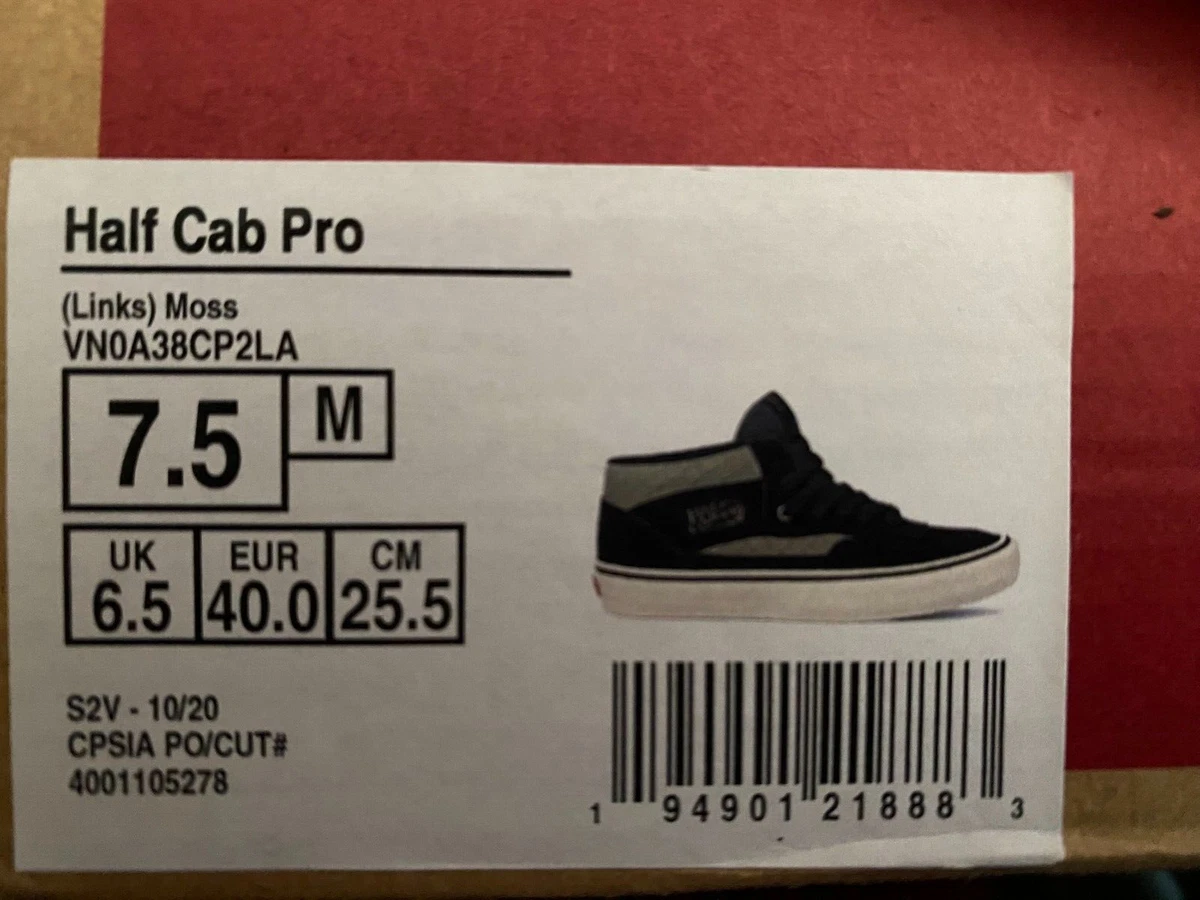 Half Cab Pro
(Links) Moss
VN0A38CP2LA
7.5 M
UK EUR CM
6.5 40.0 25.5
S2V - 10/20
CPSIA PO/CUT#
4001105278
1 94901 21888 3